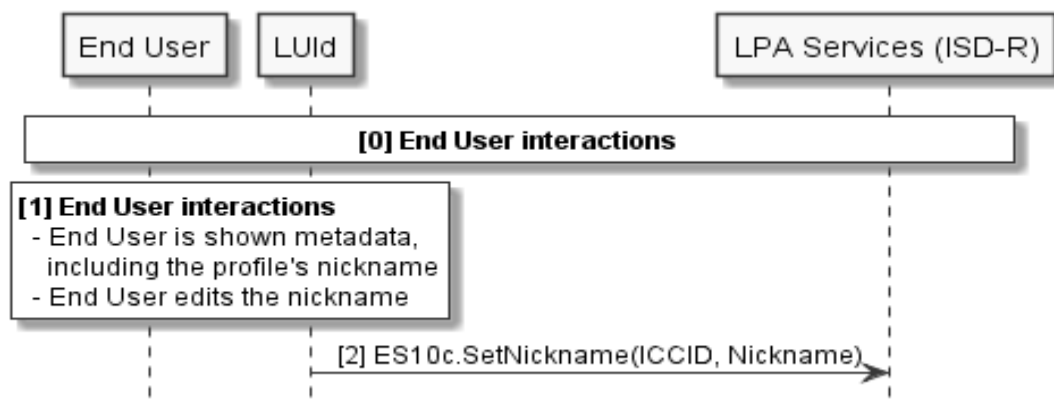 End User
LUId
LPA Services (ISD-R)
[0] End User interactions
[1] End User interactions
- End User is shown metadata,
including the profile's nickname
- End User edits the nickname
[2] ES10c.SetNickname(ICCID, Nickname)